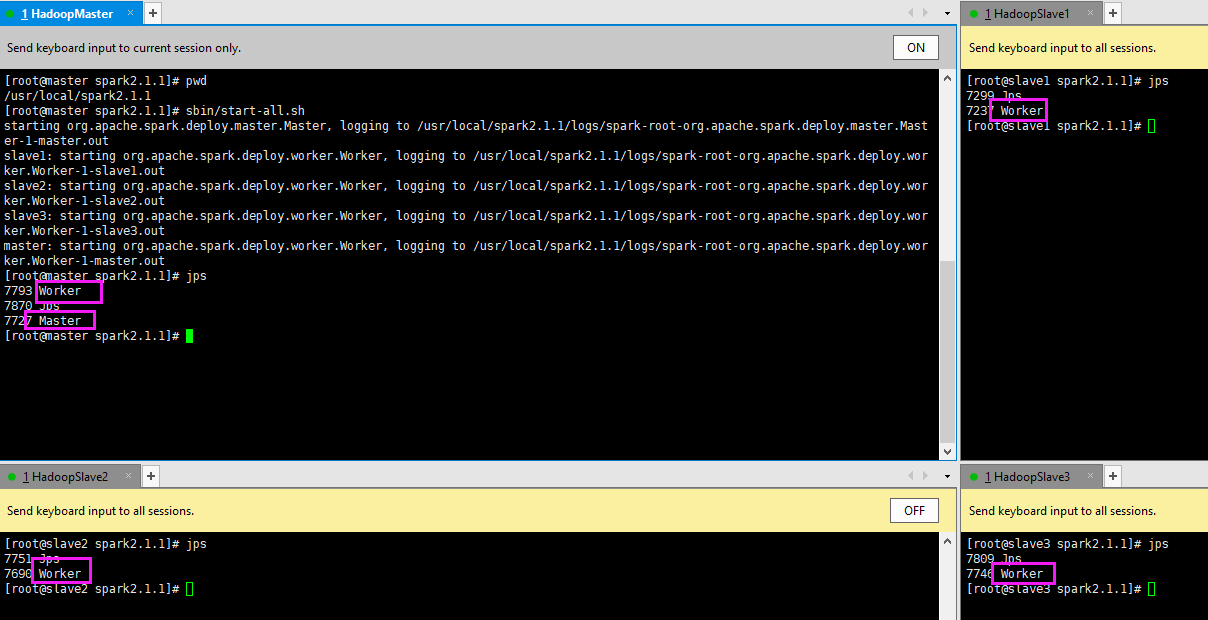 1 HadoopMaster × +
Send keyboard input to current session only. ON
[root@master spark2.1.1]# pwd
/usr/local/spark2.1.1
[root@master spark2.1.1]# sbin/start-all.sh
starting org.apache.spark.deploy.master.Master, logging to /usr/local/spark2.1.1/logs/spark-root-org.apache.spark.deploy.master.Mast
er-1-master.out
slave1: starting org.apache.spark.deploy.worker.Worker, logging to /usr/local/spark2.1.1/logs/spark-root-org.apache.spark.deploy.wor
ker.Worker-1-slave1.out
slave2: starting org.apache.spark.deploy.worker.Worker, logging to /usr/local/spark2.1.1/logs/spark-root-org.apache.spark.deploy.wor
ker.Worker-1-slave2.out
slave3: starting org.apache.spark.deploy.worker.Worker, logging to /usr/local/spark2.1.1/logs/spark-root-org.apache.spark.deploy.wor
ker.Worker-1-slave3.out
master: starting org.apache.spark.deploy.worker.Worker, logging to /usr/local/spark2.1.1/logs/spark-root-org.apache.spark.deploy.wor
ker.Worker-1-master.out
[root@master spark2.1.1]# jps
7793 Worker
7870 Jps
7727 Master
[root@master spark2.1.1]#
1 HadoopSlave1 × +
Send keyboard input to all sessions.
[root@slave1 spark2.1.1]# jps
7299 Jps
7237 Worker
[root@slave1 spark2.1.1]#
1 HadoopSlave2 × +
Send keyboard input to all sessions. OFF
[root@slave2 spark2.1.1]# jps
7751 Jps
7690 Worker
[root@slave2 spark2.1.1]#
1 HadoopSlave3 × +
Send keyboard input to all sessions.
[root@slave3 spark2.1.1]# jps
7809 Jps
7746 Worker
[root@slave3 spark2.1.1]#